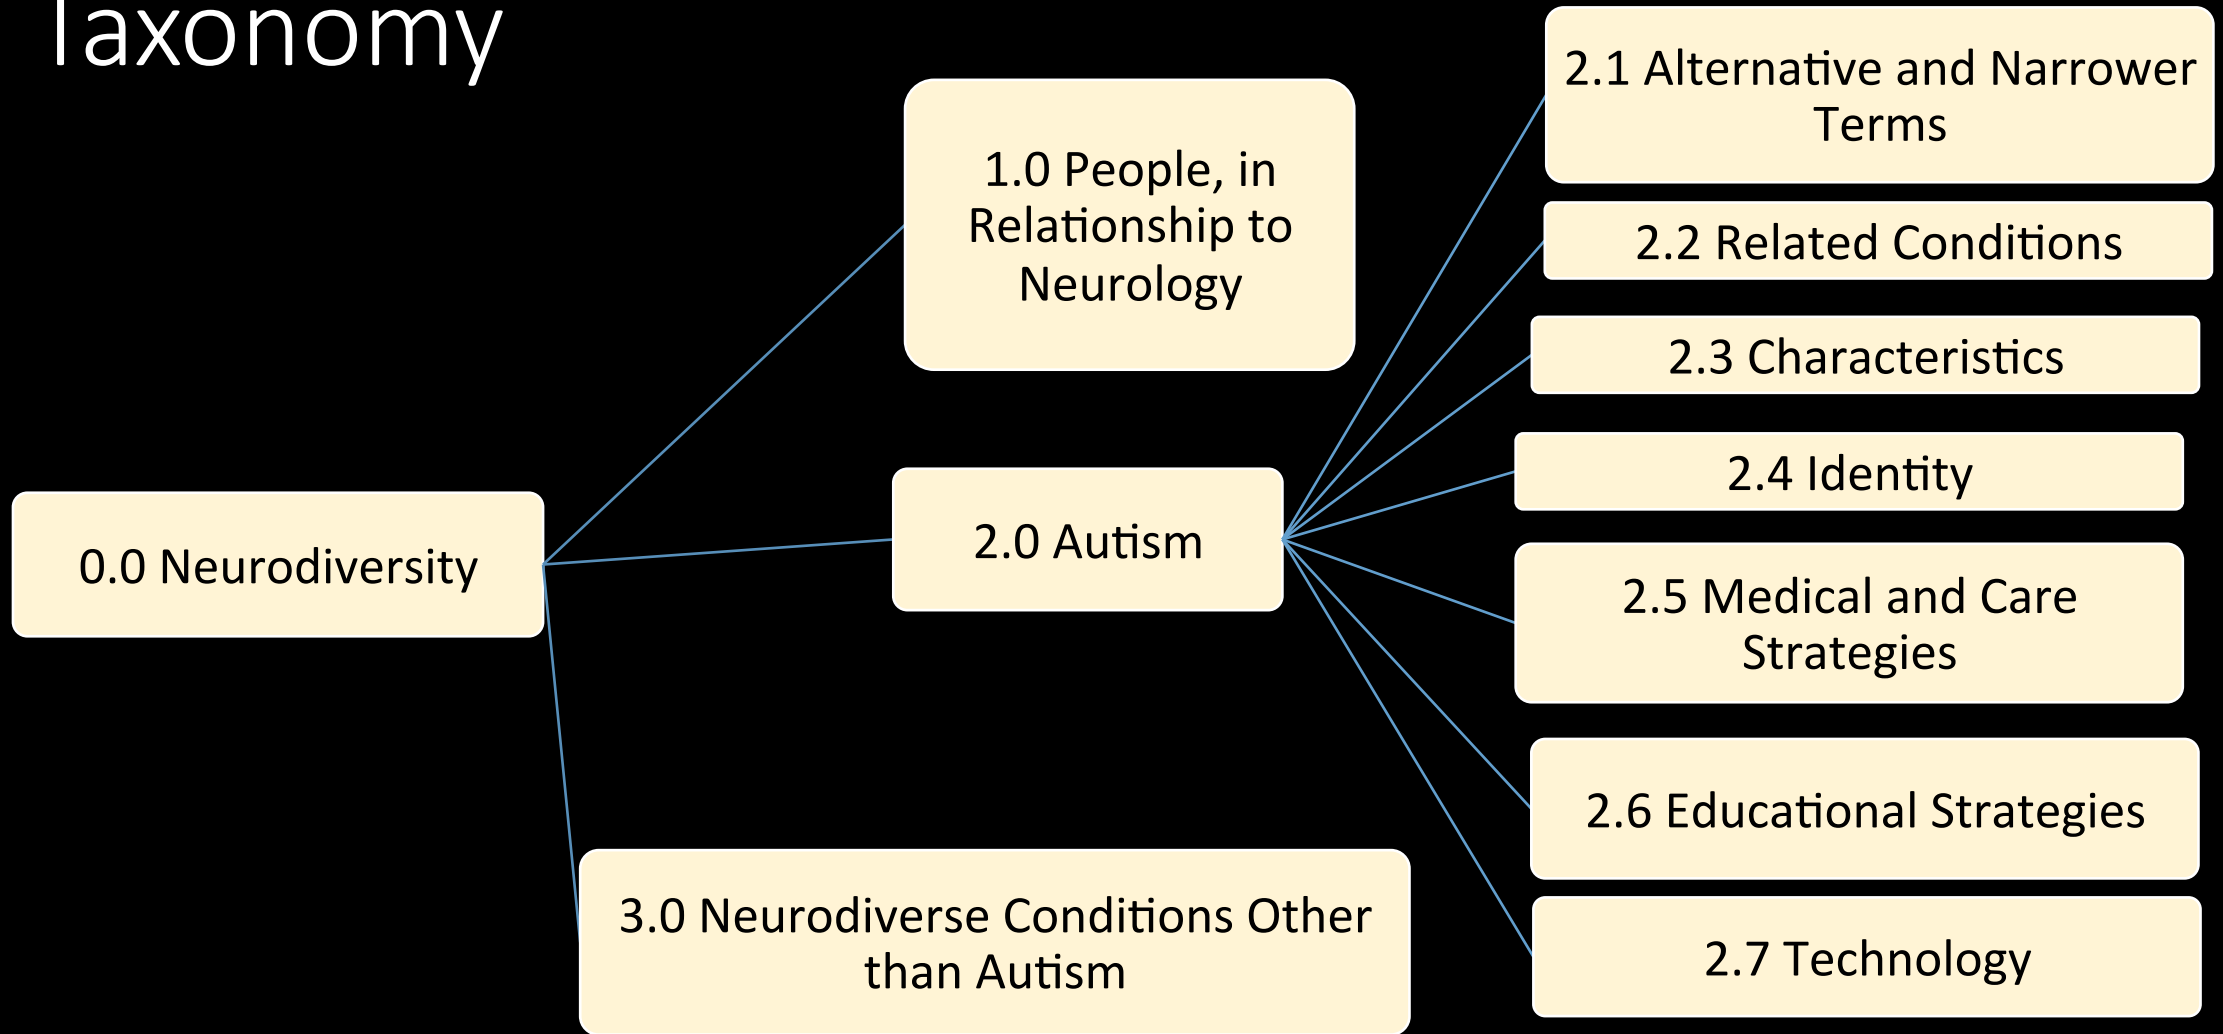 Taxonomy
0.0 Neurodiversity
1.0 People, in
Relationship to
Neurology
2.0 Autism
3.0 Neurodiverse Conditions Other
than Autism
2.1 Alternative and Narrower
Terms
2.2 Related Conditions
2.3 Characteristics
2.4 Identity
2.5 Medical and Care
Strategies
2.6 Educational Strategies
2.7 Technology